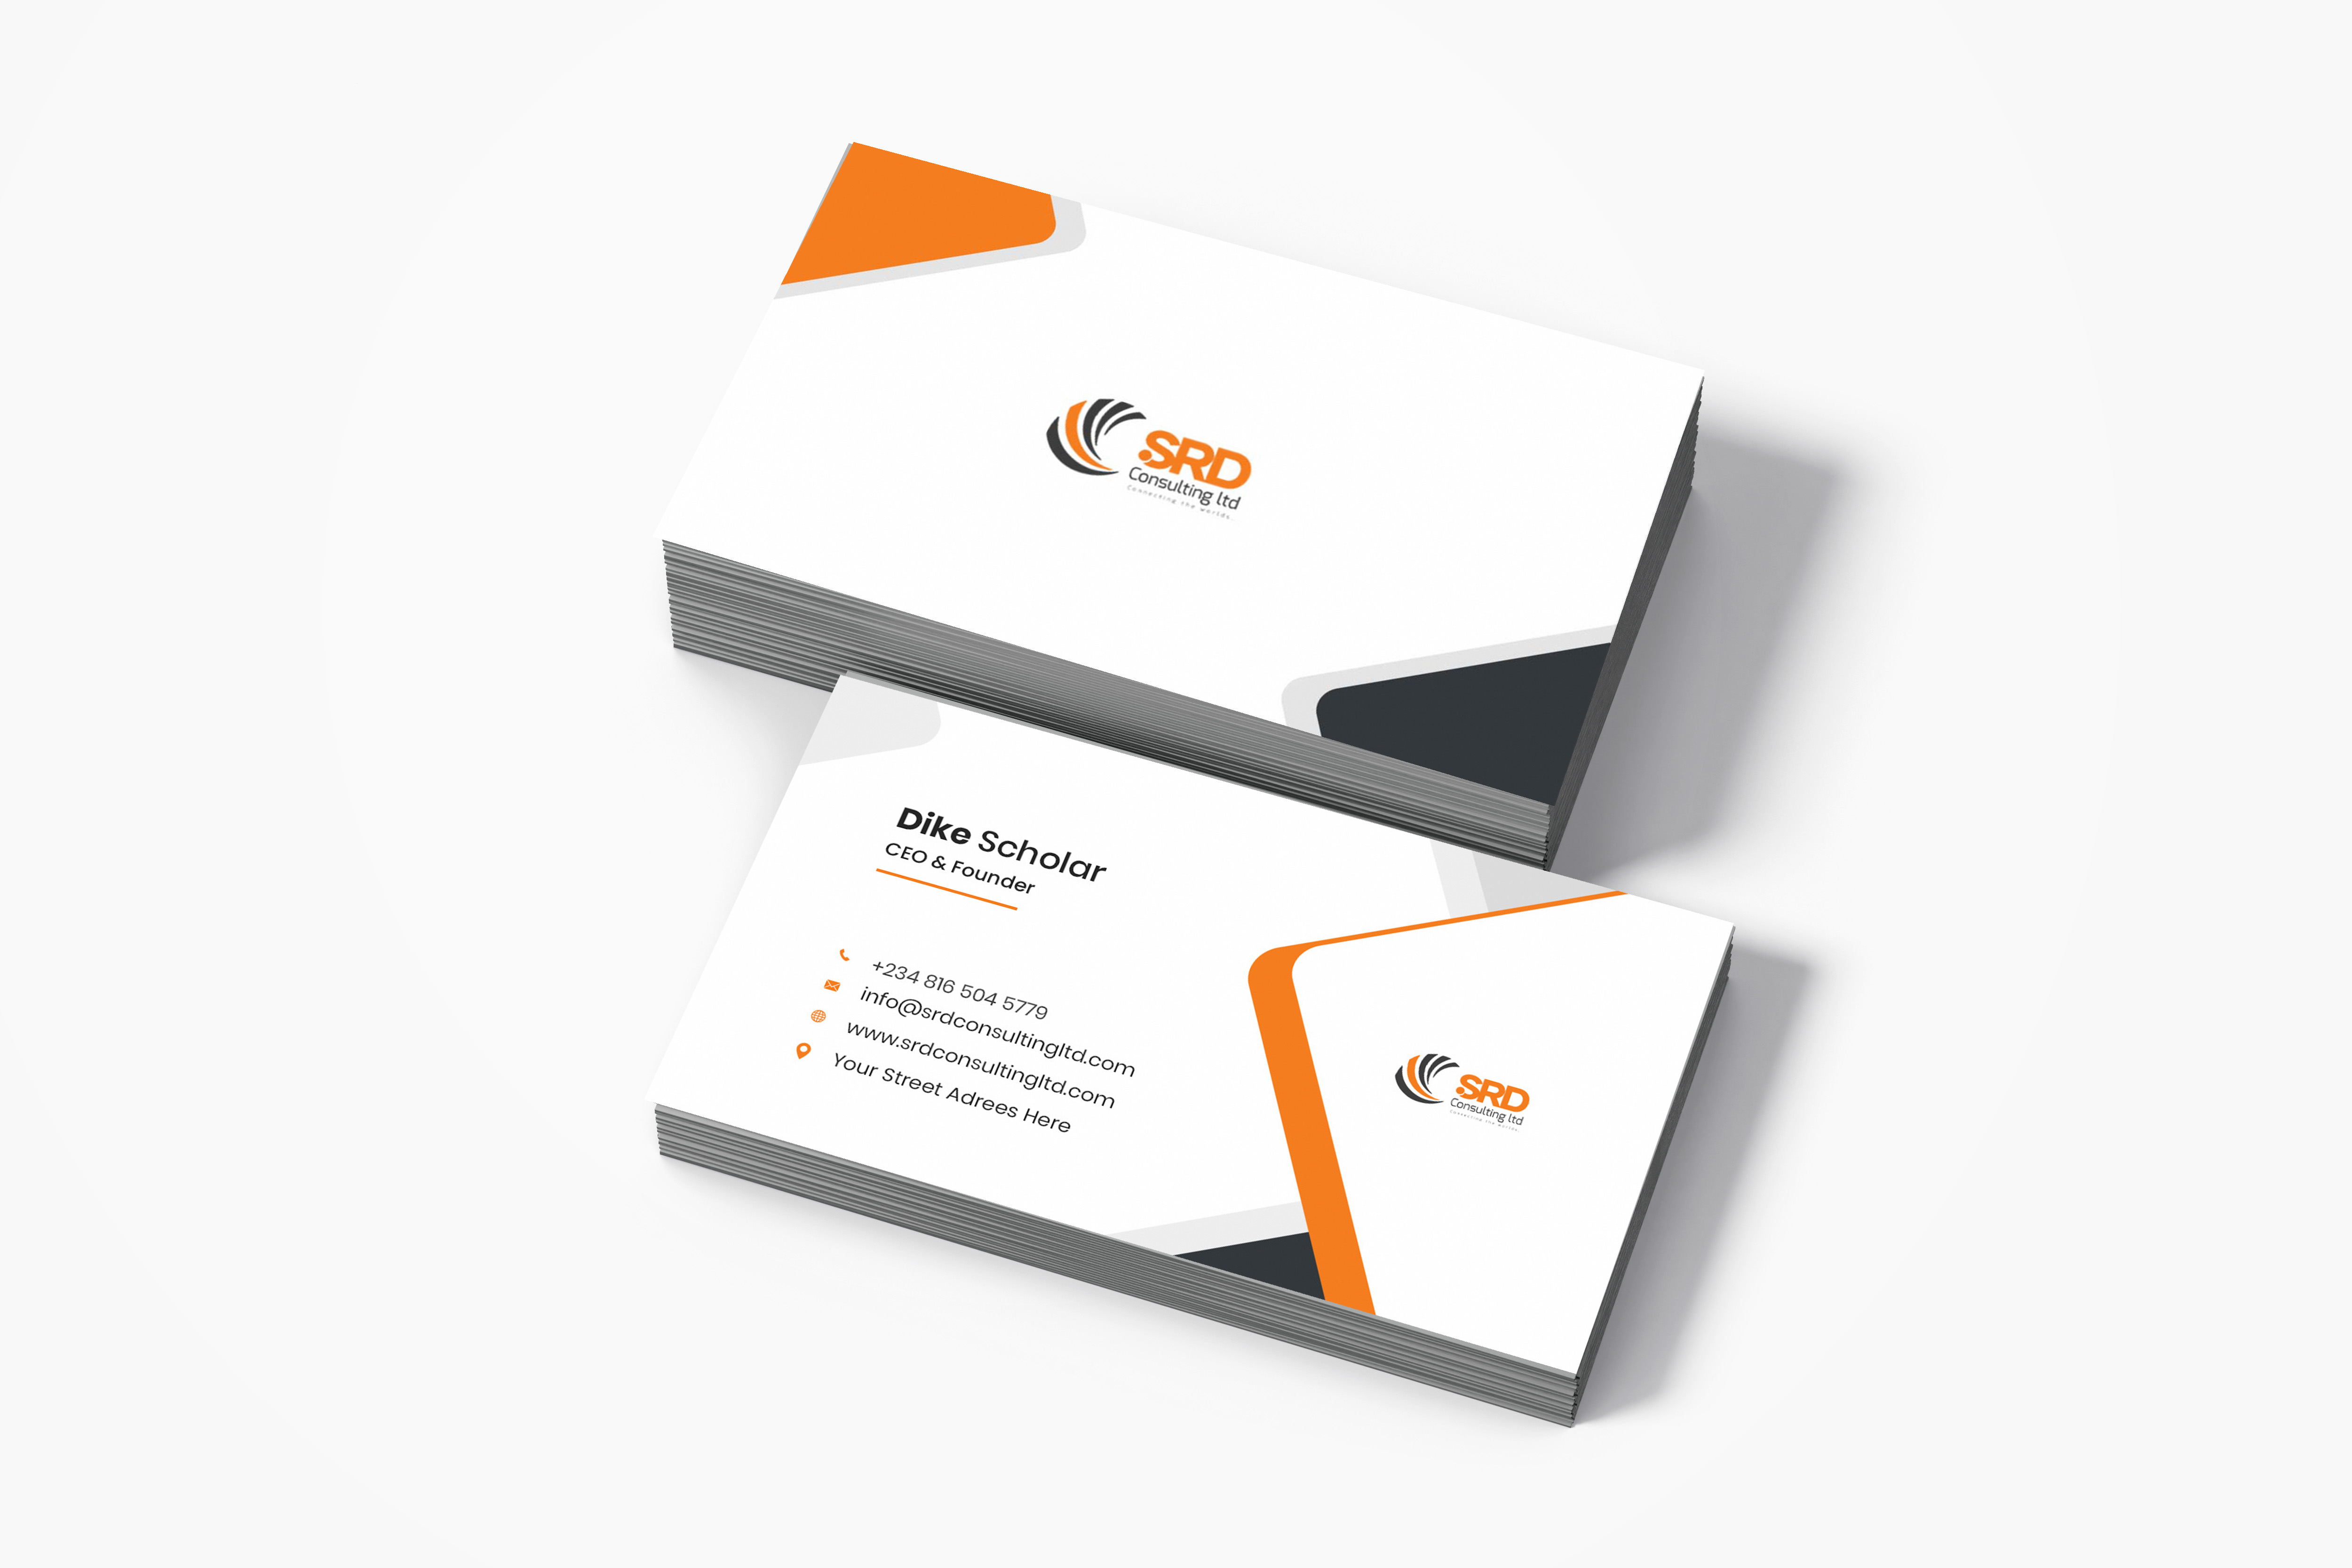 SRD
Consulting ltd
Connecting the worlds..
Dike Scholar
CEO & Founder
+234 816 504 5779
info@srdconsultingltd.com
www.srdconsultingltd.com
Your Street Adrees Here
SRD
Consulting ltd
Connecting the worlds..